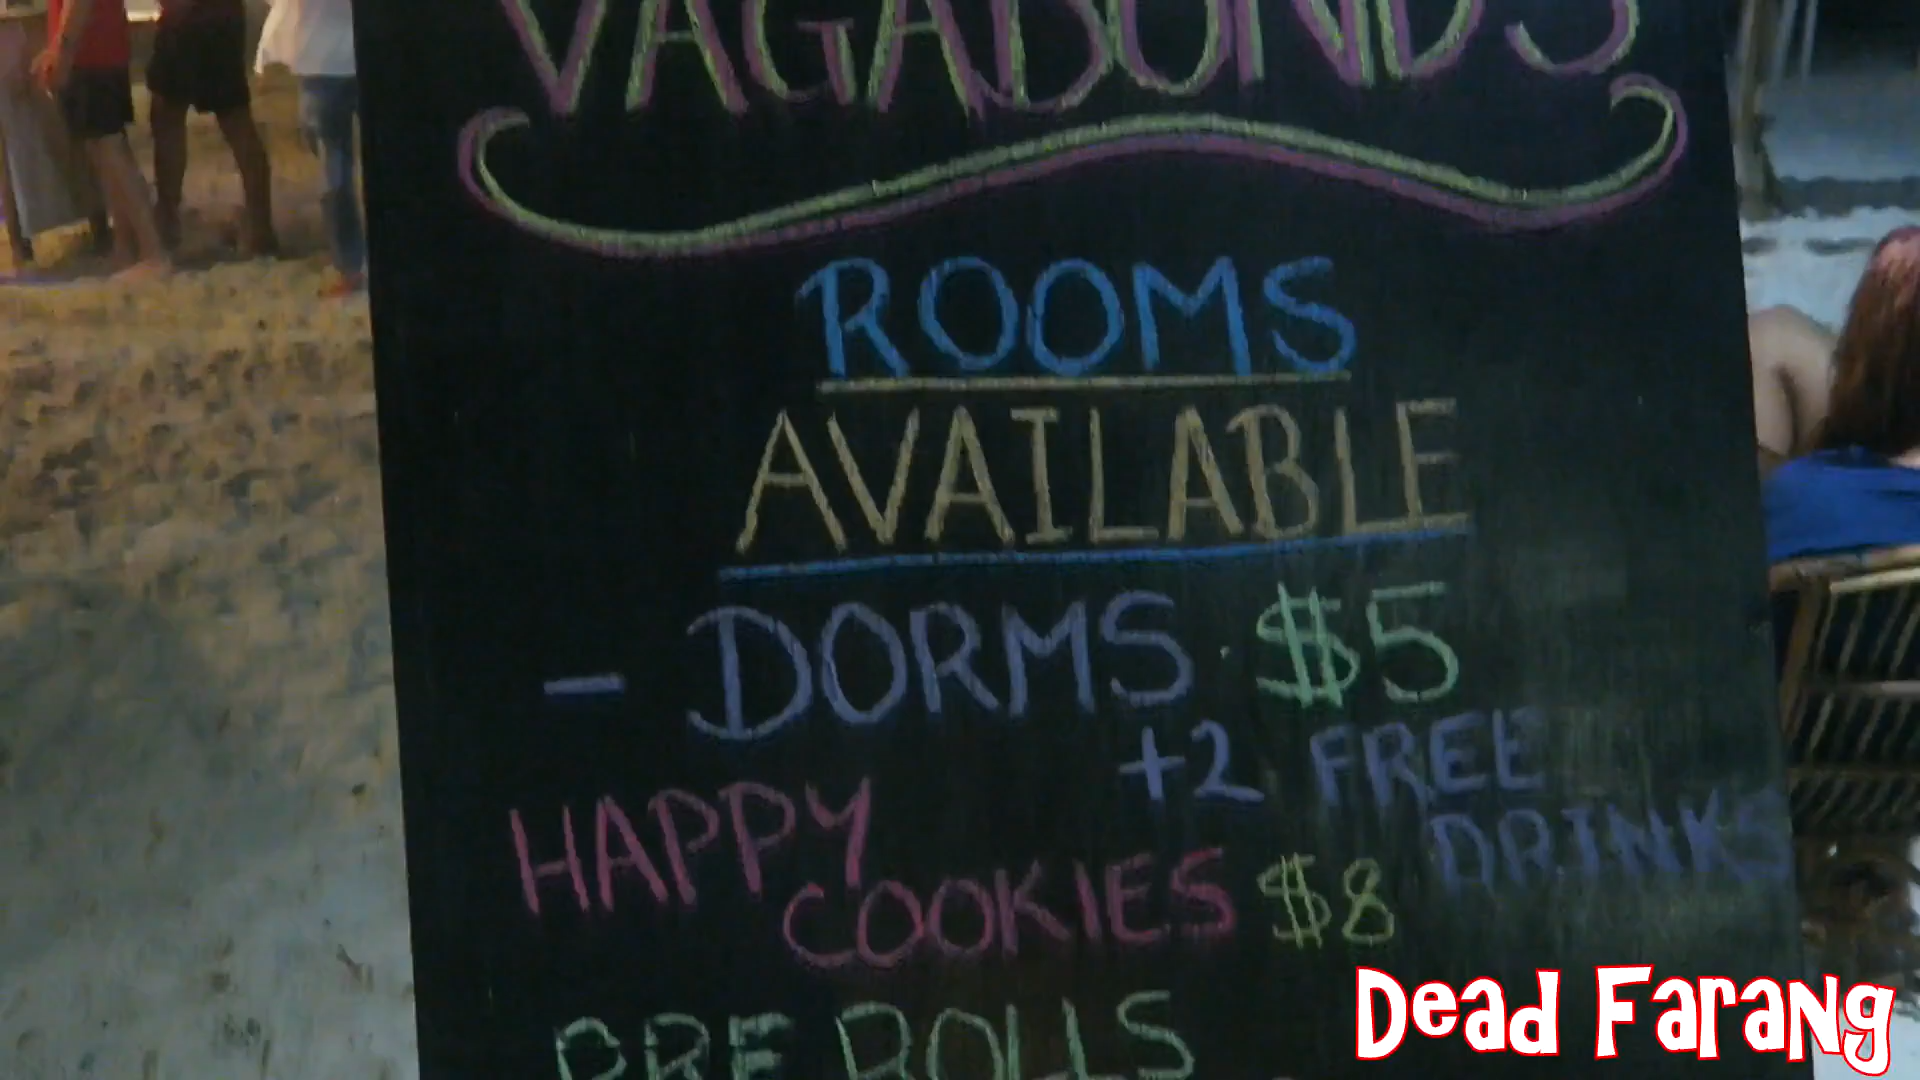 VAGABONDS
ROOMS
AVAILABLE
- DORMS $5
+2 FREE
DRINKS
HAPPY
COOKIES $8
PRE ROLLS
Dead Farang